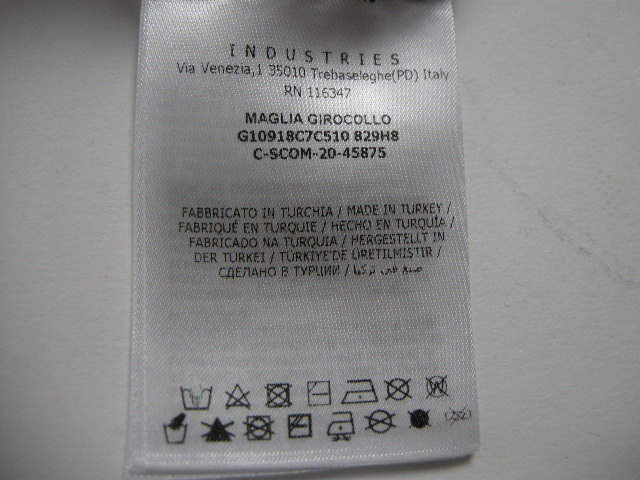 INDUSTRIES
Via Venezia,1 35010 Trebaseleghe(PD) Italy
RN 116347
MAGLIA GIROCOLLO
G10918C7C510 829H8
C-SCOM-20-45875
FABBRICATO IN TURCHIA / MADE IN TURKEY /
FABRIQUÉ EN TURQUIE / HECHO EN TURQUÍA /
FABRICADO NA TURQUIA / HERGESTELLT IN
DER TÜRKEI / TÜRKIYE'DE ÜRETILMISTIR /
СДЕЛАНО В ТУРЦИИ / صنع في تركيا